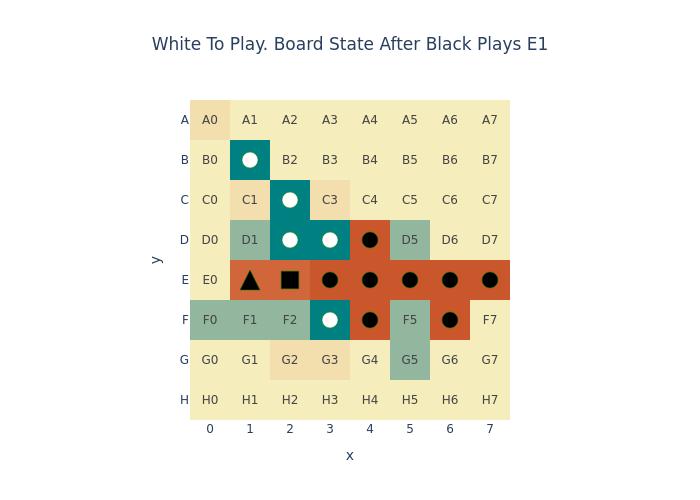 White To Play. Board State After Black Plays E1
A A0 A1 A2 A3 A4 A5 A6 A7
B B0 B2 B3 B4 B5 B6 B7
C C0 C1 C3 C4 C5 C6 C7
D D0 D1 D5 D6 D7
E E0
F F0 F1 F2 F5 F7
G G0 G1 G2 G3 G4 G5 G6 G7
H H0 H1 H2 H3 H4 H5 H6 H7
0 1 2 3 4 5 6 7
x
y